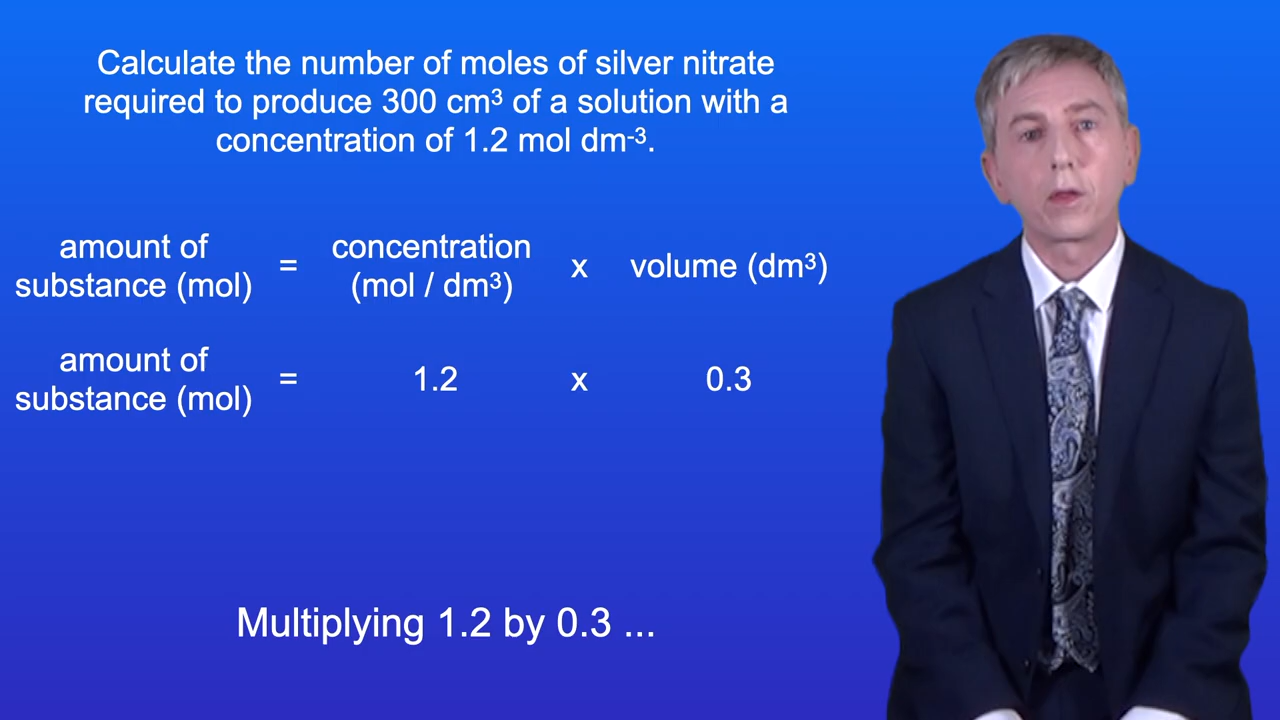 Calculate the number of moles of silver nitrate
required to produce 300 cm³ of a solution with a
concentration of 1.2 mol dm⁻³.
amount of
substance (mol) = concentration
(mol / dm³) x volume (dm³)
amount of
substance (mol) = 1.2 x 0.3
Multiplying 1.2 by 0.3 ...